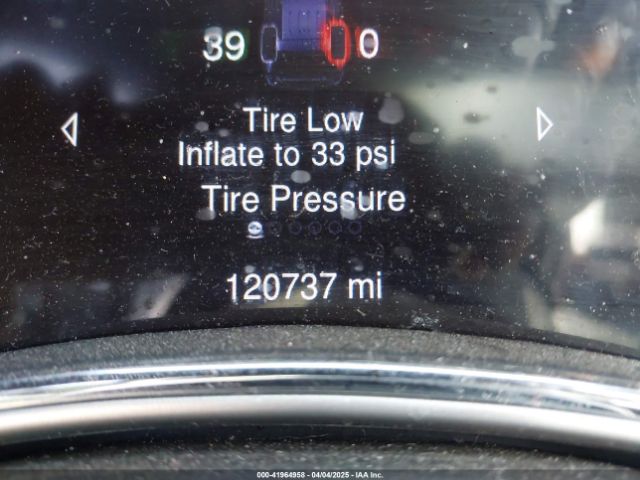 39 0
Tire Low
Inflate to 33 psi
Tire Pressure
120737 mi
000-41964958 - 04/04/2025 - IAA Inc.